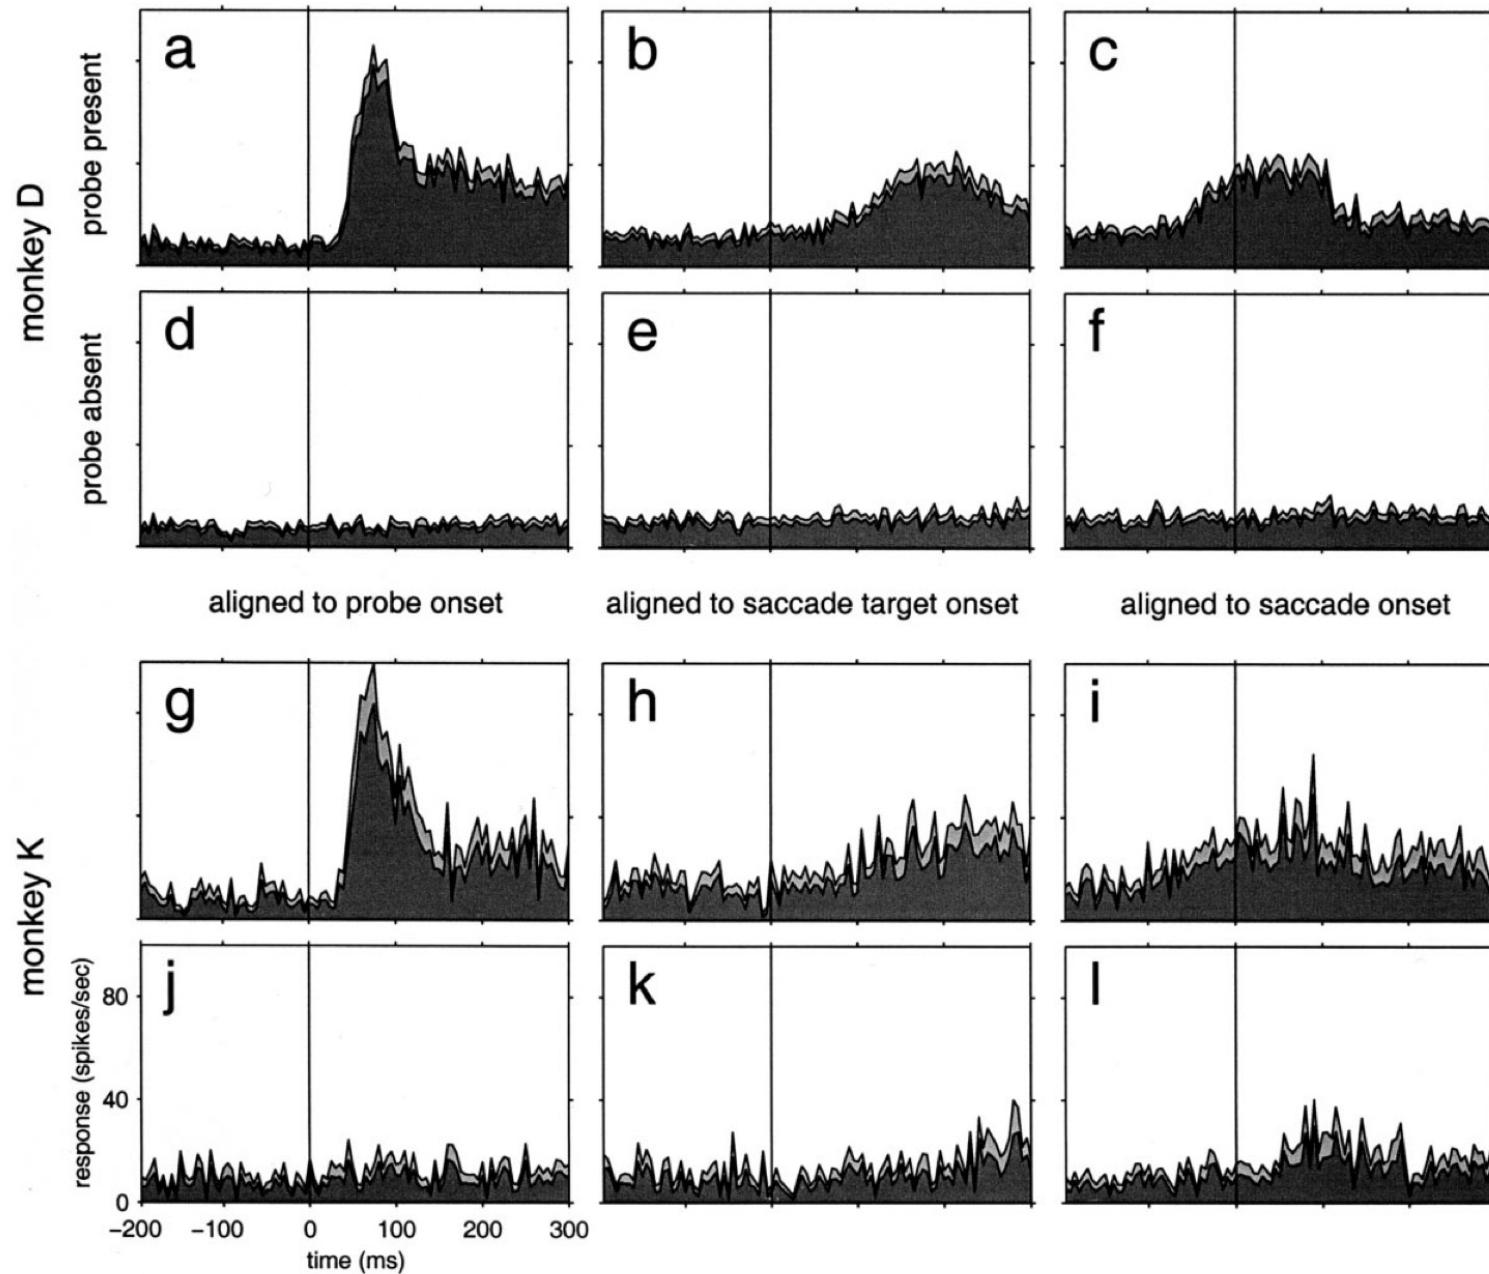 monkey D
probe present
a
b
c
probe absent
d
e
f
aligned to probe onset
aligned to saccade target onset
aligned to saccade onset
monkey K
g
h
i
response (spikes/sec)
80
40
0
j
k
l
−200 −100 0 100 200 300
time (ms)